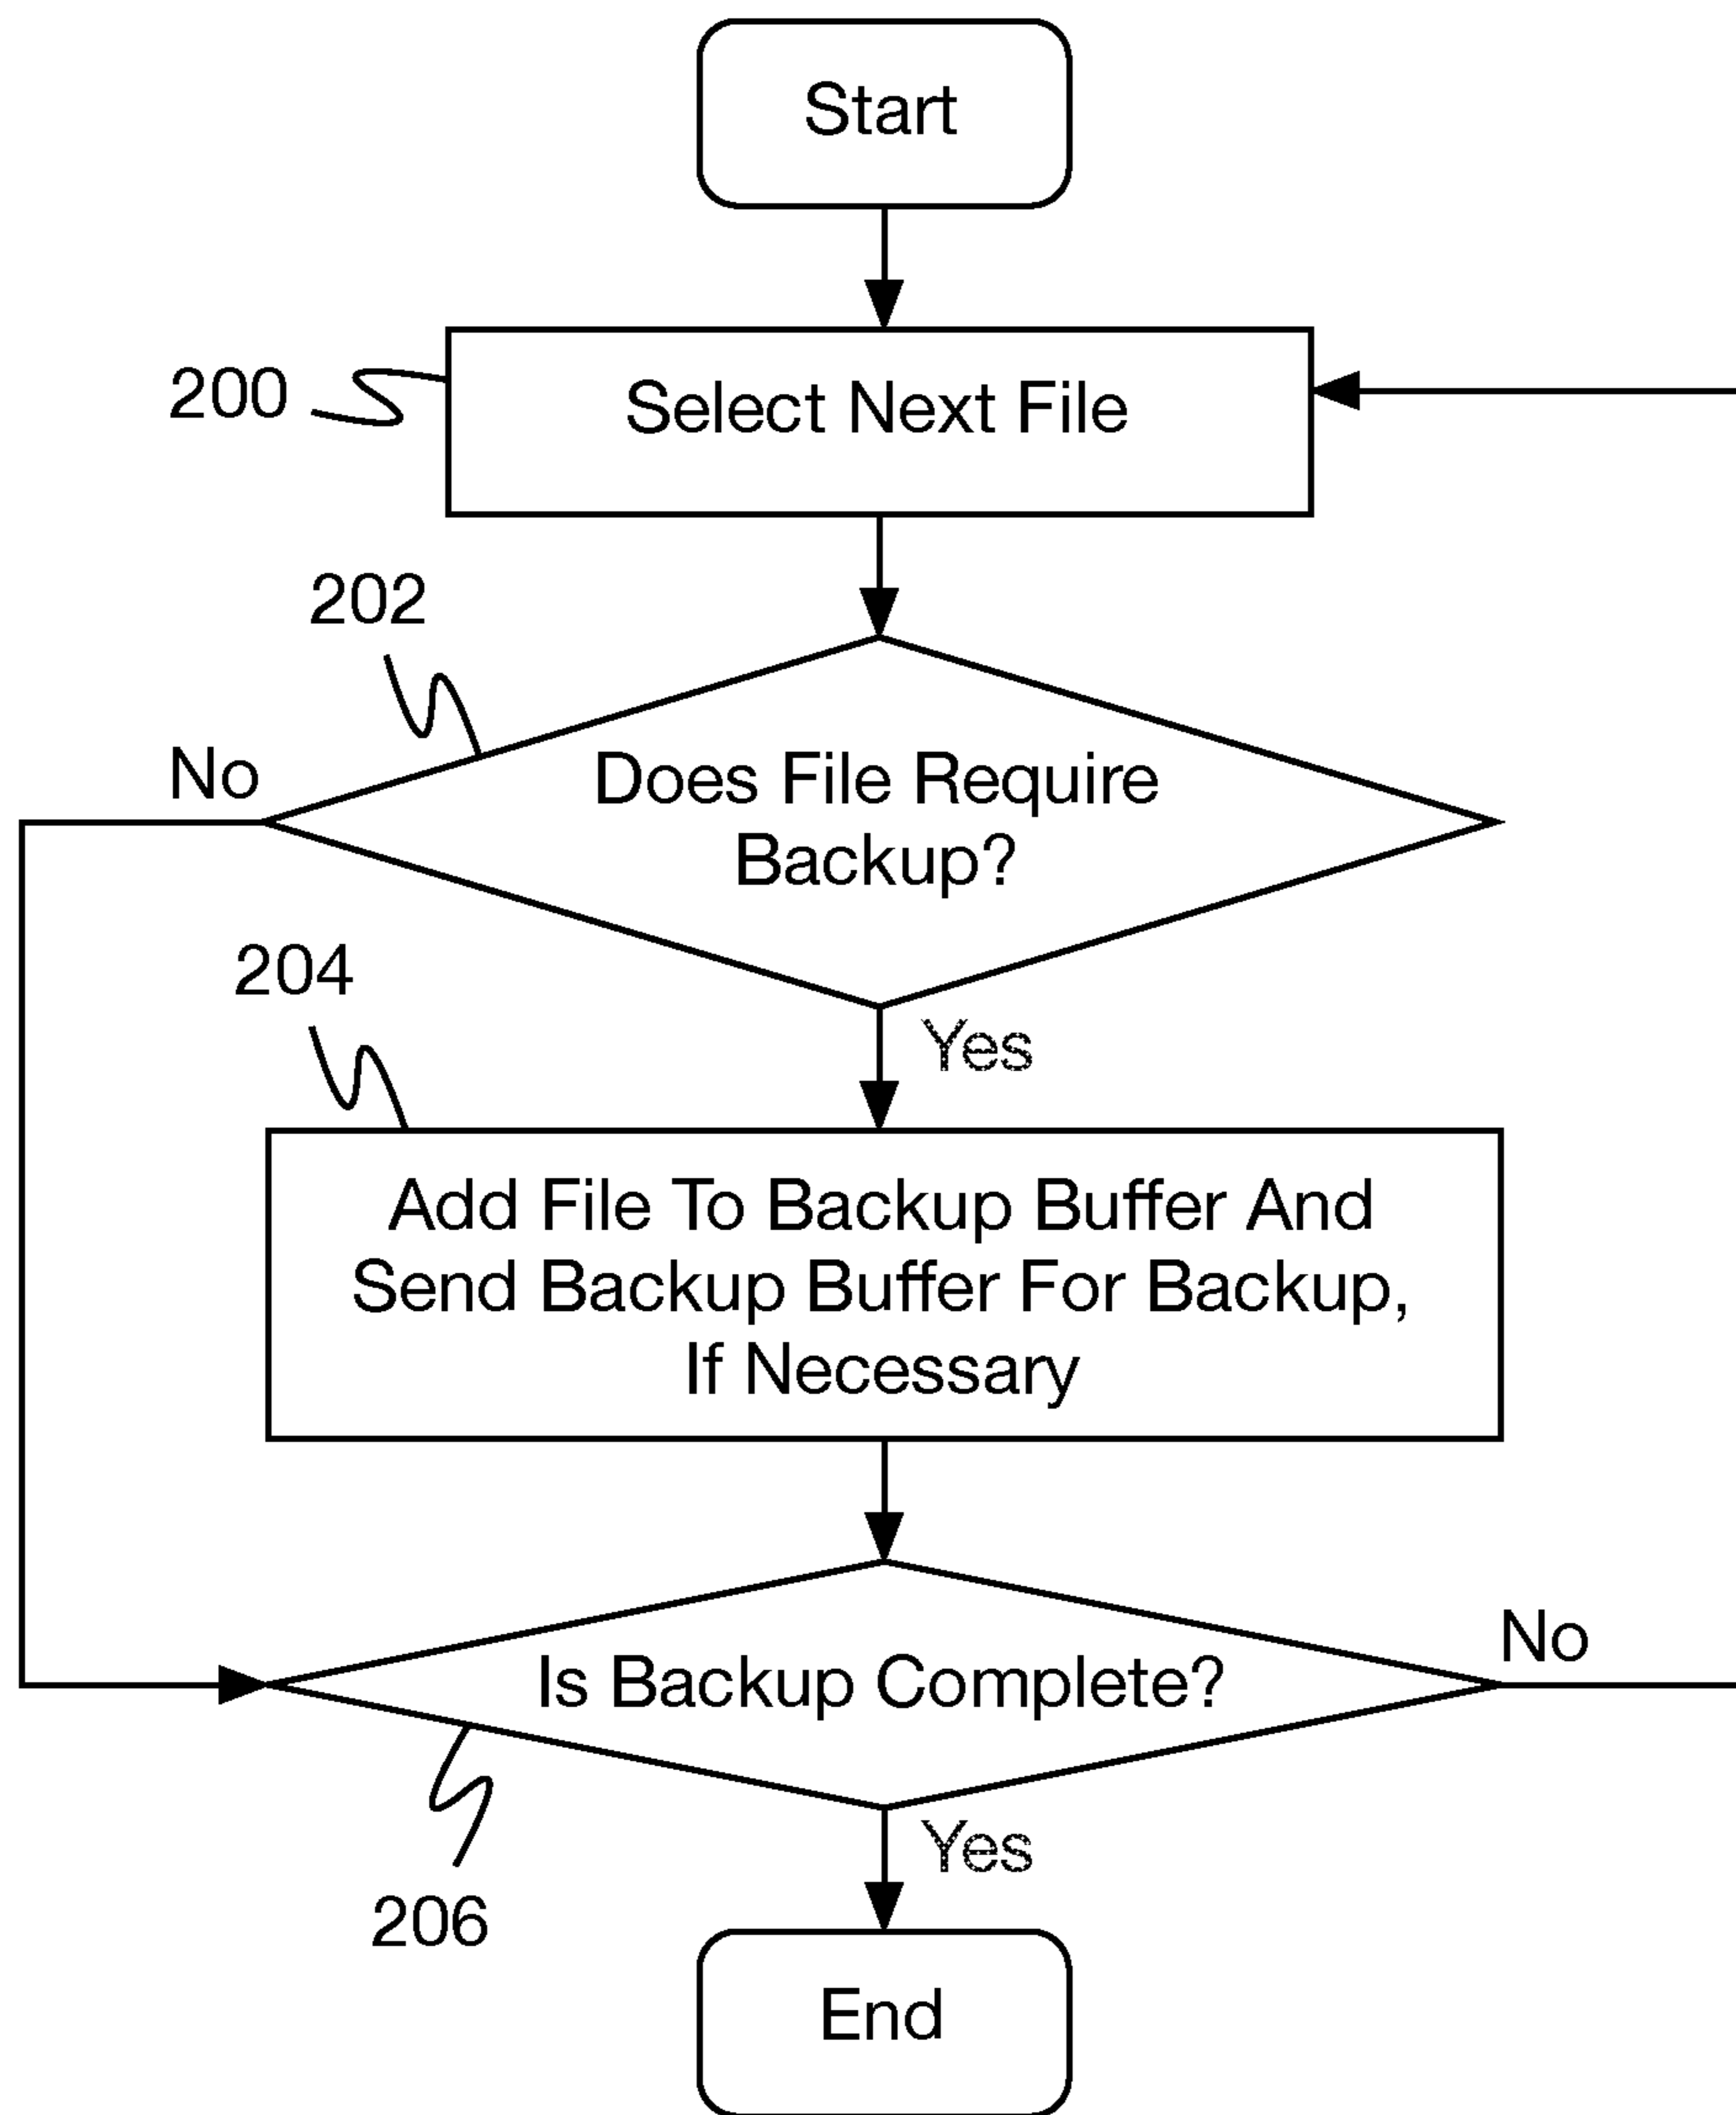 Start
200
Select Next File
202
No
Does File Require
Backup?
204
Yes
Add File To Backup Buffer And
Send Backup Buffer For Backup,
If Necessary
No
Is Backup Complete?
Yes
206
End